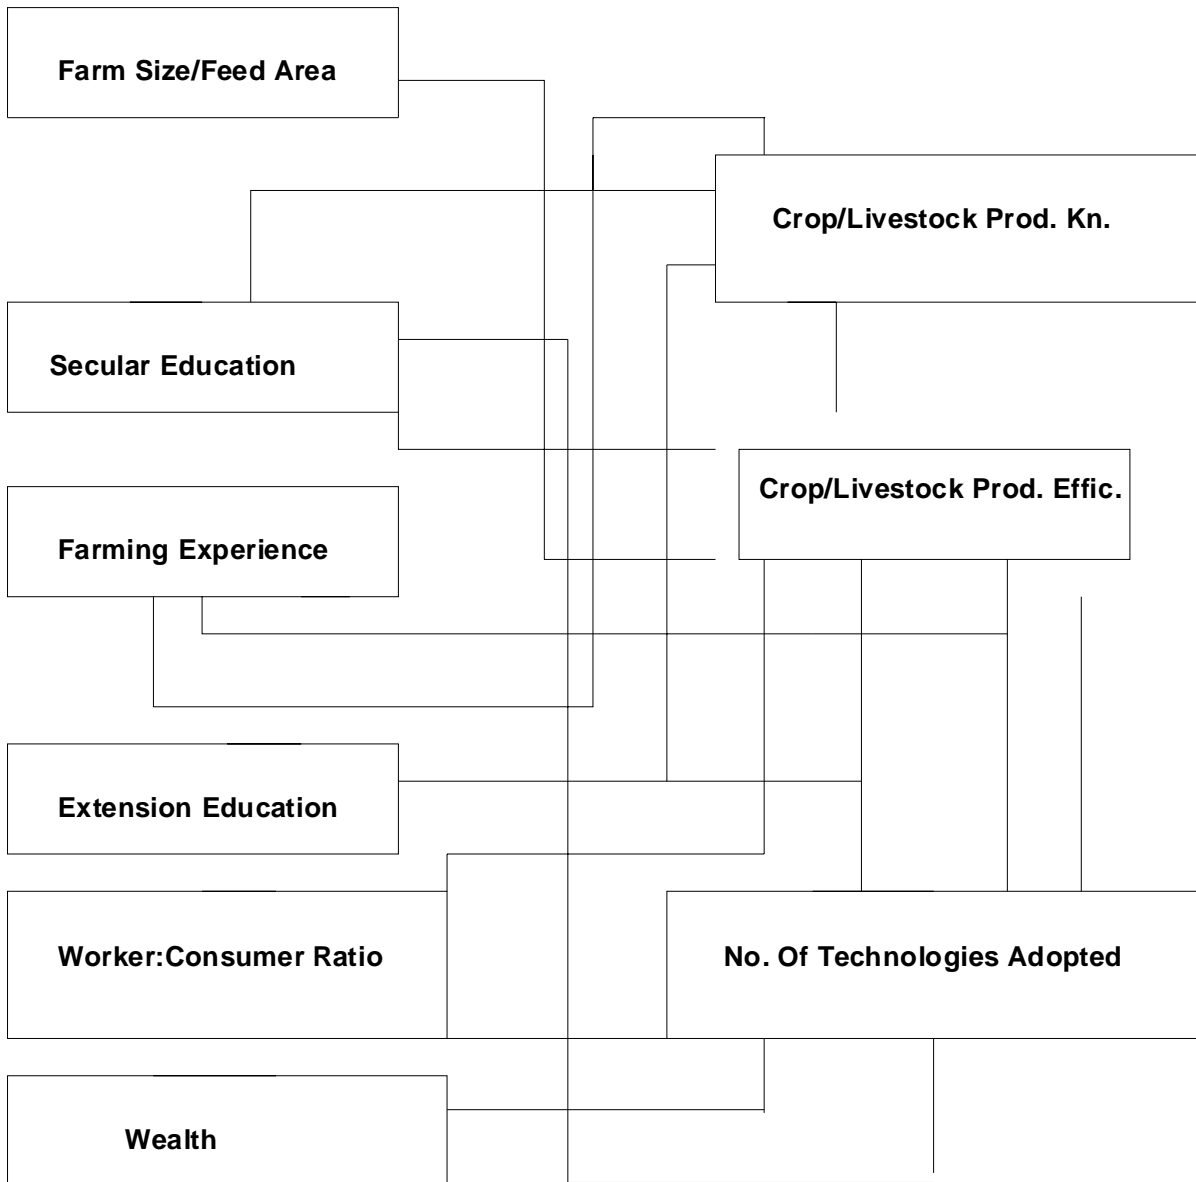 Farm Size/Feed Area
Crop/Livestock Prod. Kn.
Secular Education
Crop/Livestock Prod. Effic.
Farming Experience
Extension Education
Worker:Consumer Ratio
No. Of Technologies Adopted
Wealth